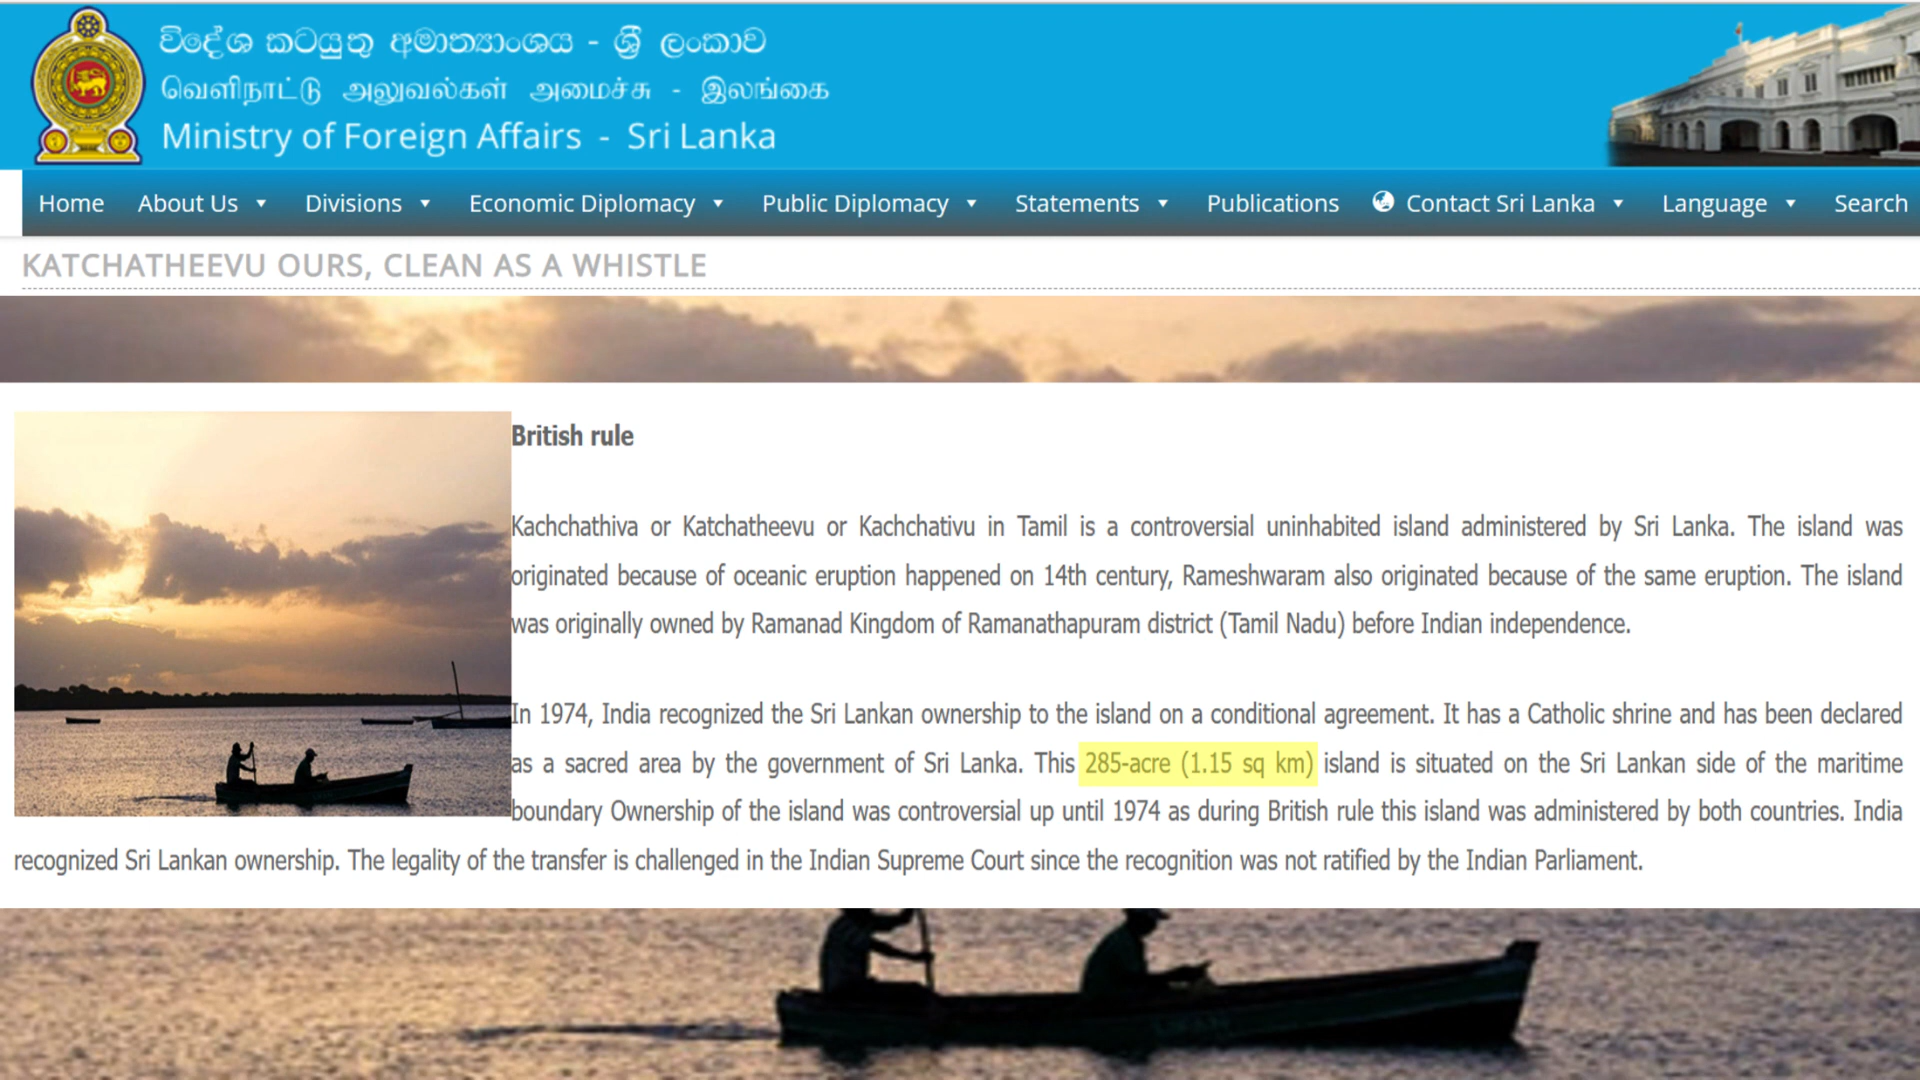 විදේශ කටයුතු අමාත්‍යාංශය - ශ්‍රී ලංකාව
வெளிநாட்டு அலுவல்கள் அமைச்சு - இலங்கை
Ministry of Foreign Affairs - Sri Lanka
Home About Us Divisions Economic Diplomacy Public Diplomacy Statements Publications Contact Sri Lanka Language Search
KATCHATHEEVU OURS, CLEAN AS A WHISTLE
British rule
Kachchathiva or Katchatheevu or Kachchativu in Tamil is a controversial uninhabited island administered by Sri Lanka. The island was
originated because of oceanic eruption happened on 14th century, Rameshwaram also originated because of the same eruption. The island
was originally owned by Ramanad Kingdom of Ramanathapuram district (Tamil Nadu) before Indian independence.
In 1974, India recognized the Sri Lankan ownership to the island on a conditional agreement. It has a Catholic shrine and has been declared
as a sacred area by the government of Sri Lanka. This 285-acre (1.15 sq km) island is situated on the Sri Lankan side of the maritime
boundary Ownership of the island was controversial up until 1974 as during British rule this island was administered by both countries. India
recognized Sri Lankan ownership. The legality of the transfer is challenged in the Indian Supreme Court since the recognition was not ratified by the Indian Parliament.